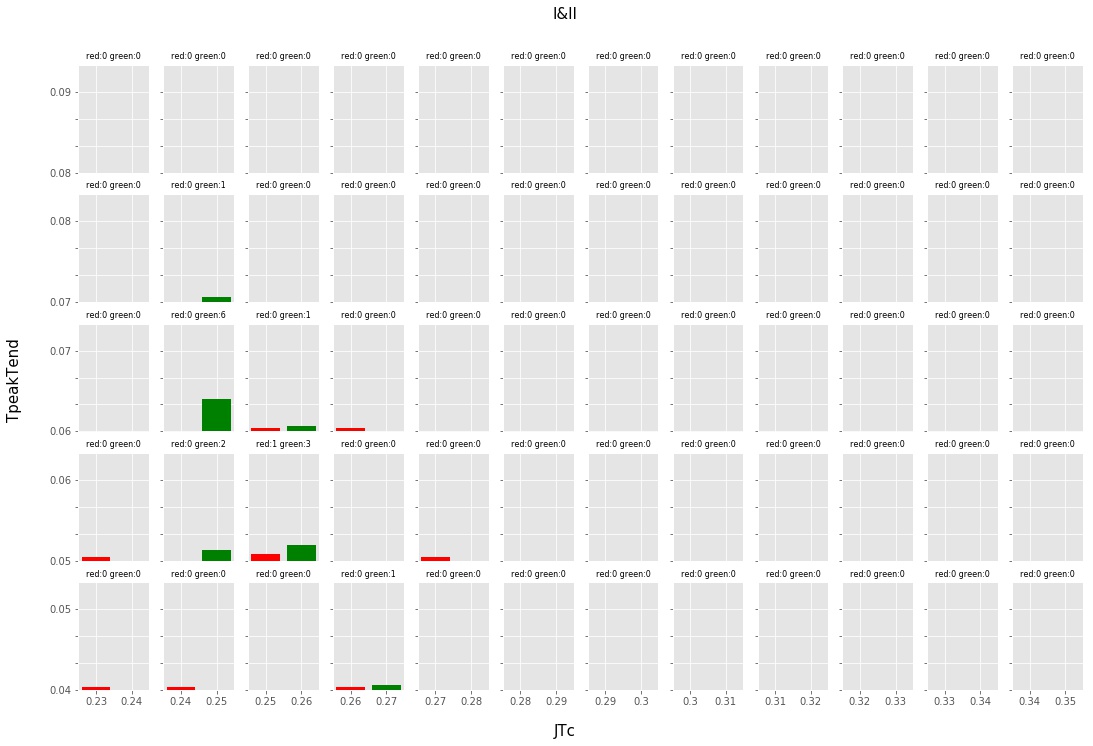 I&II
red:0 green:0 red:0 green:0 red:0 green:0 red:0 green:0 red:0 green:0 red:0 green:0 red:0 green:0 red:0 green:0 red:0 green:0 red:0 green:0 red:0 green:0 red:0 green:0
0.09
0.08
red:0 green:0 red:0 green:1 red:0 green:0 red:0 green:0 red:0 green:0 red:0 green:0 red:0 green:0 red:0 green:0 red:0 green:0 red:0 green:0 red:0 green:0 red:0 green:0
0.08
0.07
red:0 green:0 red:0 green:6 red:0 green:1 red:0 green:0 red:0 green:0 red:0 green:0 red:0 green:0 red:0 green:0 red:0 green:0 red:0 green:0 red:0 green:0 red:0 green:0
0.07
TpeakTend
0.06
red:0 green:0 red:0 green:2 red:1 green:3 red:0 green:0 red:0 green:0 red:0 green:0 red:0 green:0 red:0 green:0 red:0 green:0 red:0 green:0 red:0 green:0 red:0 green:0
0.06
0.05
red:0 green:0 red:0 green:0 red:0 green:0 red:0 green:1 red:0 green:0 red:0 green:0 red:0 green:0 red:0 green:0 red:0 green:0 red:0 green:0 red:0 green:0 red:0 green:0
0.05
0.04
0.23 0.24 0.24 0.25 0.25 0.26 0.26 0.27 0.27 0.28 0.28 0.29 0.29 0.3 0.3 0.31 0.31 0.32 0.32 0.33 0.33 0.34 0.34 0.35
JTc